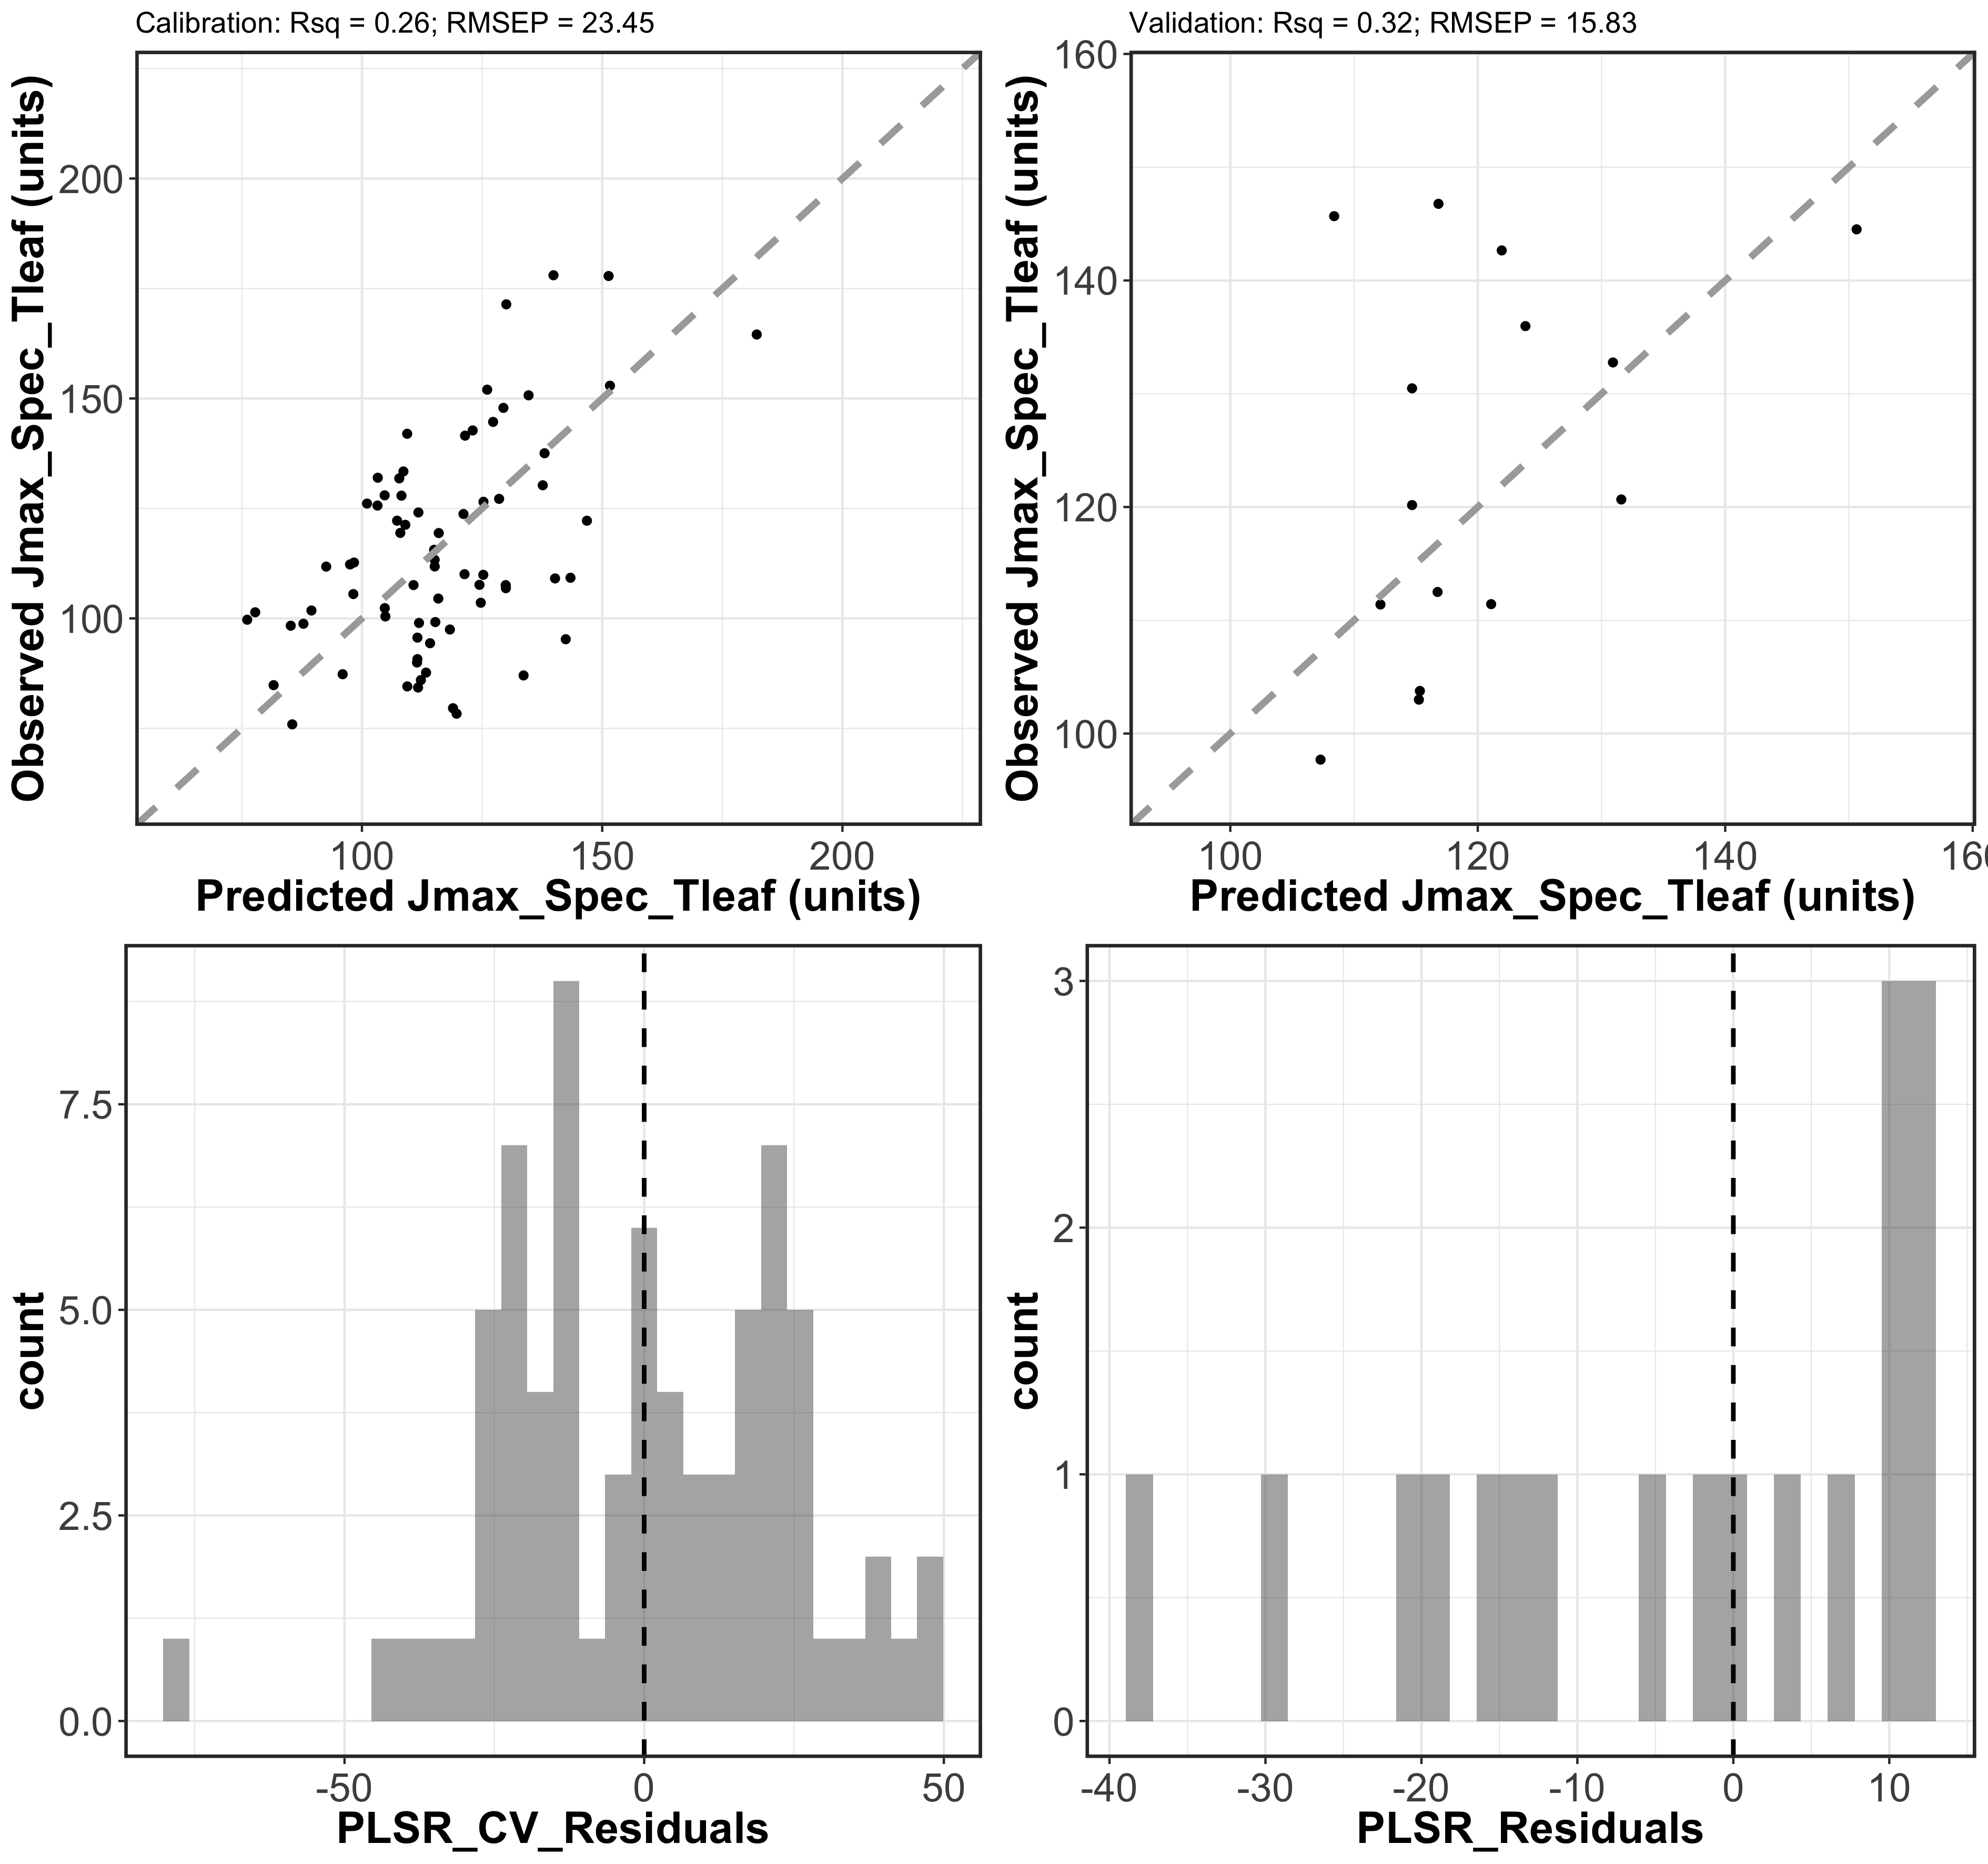 Calibration: Rsq = 0.26; RMSEP = 23.45
Observed Jmax_Spec_Tleaf (units)
200
150
100
100 150 200
Predicted Jmax_Spec_Tleaf (units)
Validation: Rsq = 0.32; RMSEP = 15.83
Observed Jmax_Spec_Tleaf (units)
160
140
120
100
100 120 140 160
Predicted Jmax_Spec_Tleaf (units)
count
7.5
5.0
2.5
0.0
-50 0 50
PLSR_CV_Residuals
count
3
2
1
0
-40 -30 -20 -10 0 10
PLSR_Residuals